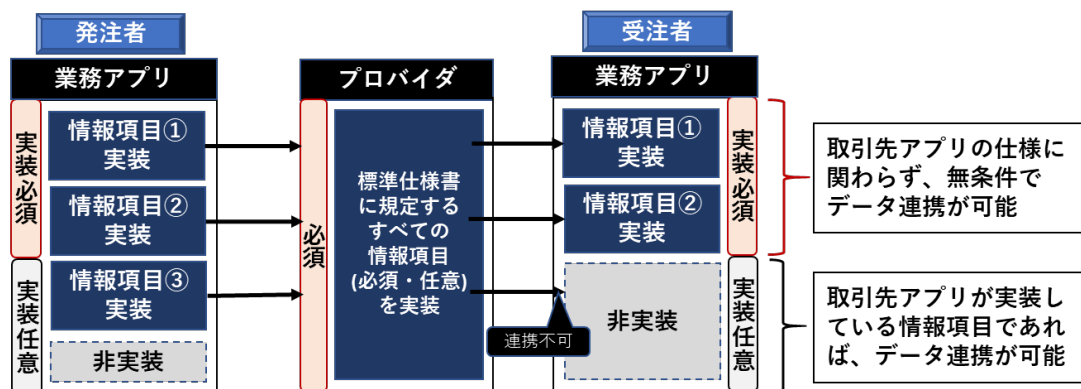 発注者
業務アプリ
実装必須
情報項目①
実装
情報項目②
実装
実装任意
情報項目③
実装
非実装
プロバイダ
必須
標準仕様書
に規定する
すべての
情報項目
(必須・任意)
を実装
連携不可
受注者
業務アプリ
情報項目①
実装
情報項目②
実装
非実装
実装必須
実装任意
取引先アプリの仕様に
関わらず、無条件で
データ連携が可能
取引先アプリが実装し
ている情報項目であれ
ば、データ連携が可能